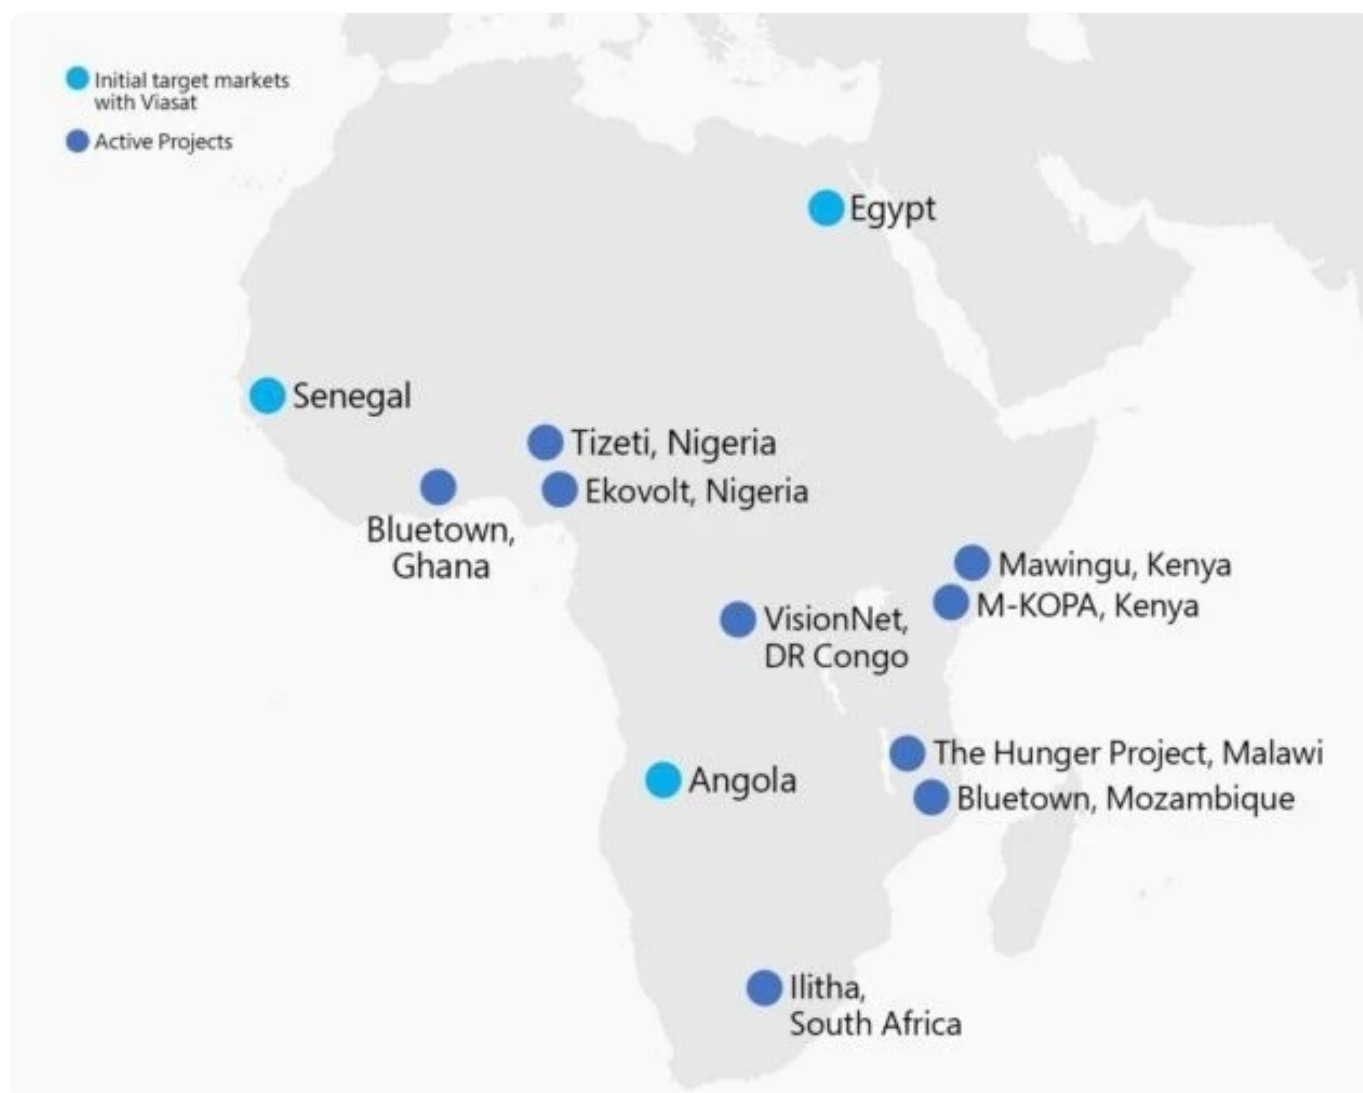 Initial target markets
with Viasat
Active Projects
Egypt
Senegal
Tizeti, Nigeria
Ekovolt, Nigeria
Bluetown,
Ghana
Mawingu, Kenya
M-KOPA, Kenya
VisionNet,
DR Congo
The Hunger Project, Malawi
Angola
Bluetown, Mozambique
Ilitha,
South Africa